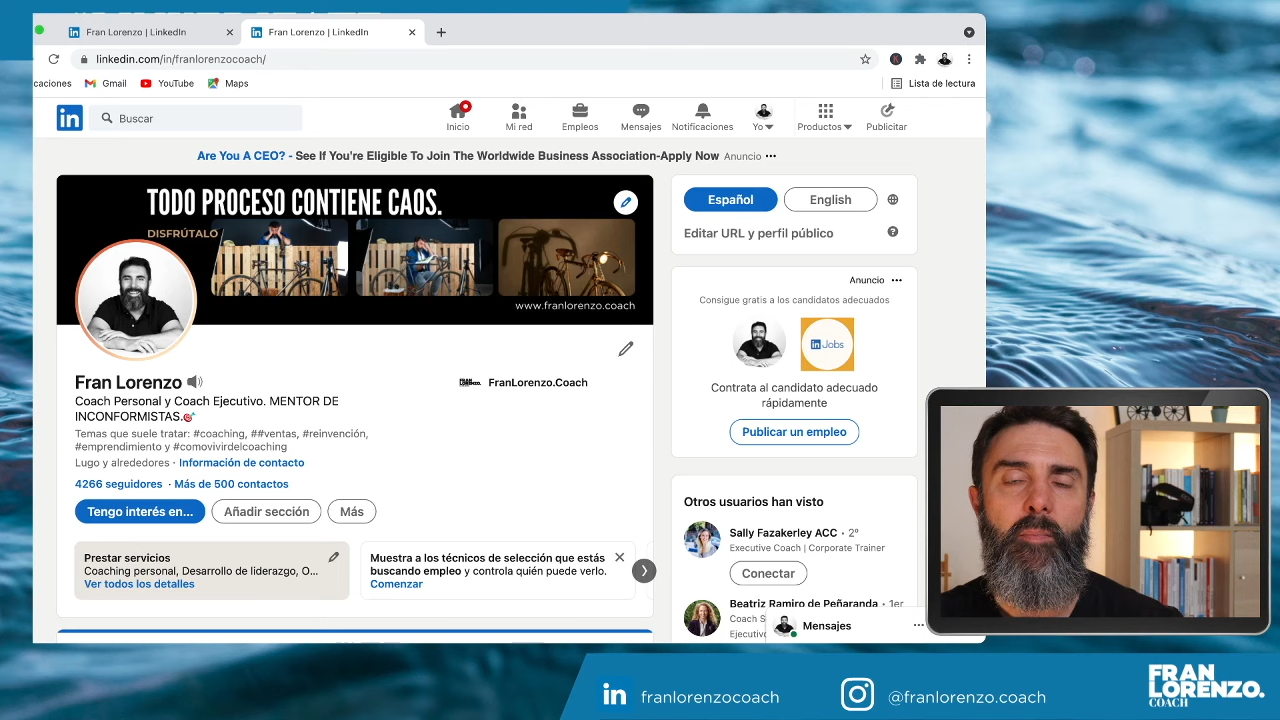 Fran Lorenzo | LinkedIn
Fran Lorenzo | LinkedIn
linkedin.com/in/franlorenzocoach/
caciones
Gmail
YouTube
Maps
Lista de lectura
in
Buscar
Inicio
Mi red
Empleos
Mensajes
Notificaciones
Yo
Productos
Publicitar
Are You A CEO? - See If You're Eligible To Join The Worldwide Business Association-Apply Now Anuncio
TODO PROCESO CONTIENE CAOS.
DISFRÚTALO
www.franlorenzo.coach
Fran Lorenzo
FranLorenzo.Coach
Coach Personal y Coach Ejecutivo. MENTOR DE
INCONFORMISTAS.🎯
Temas que suele tratar: #coaching, ##ventas, #reinvención,
#emprendimiento y #comovivirdelcoaching
Lugo y alrededores · Información de contacto
4266 seguidores · Más de 500 contactos
Tengo interés en...
Añadir sección
Más
Prestar servicios
Coaching personal, Desarrollo de liderazgo, O...
Ver todos los detalles
Muestra a los técnicos de selección que estás
buscando empleo y controla quién puede verlo.
Comenzar
Español
English
Editar URL y perfil público
Anuncio
Consigue gratis a los candidatos adecuados
in Jobs
Contrata al candidato adecuado
rápidamente
Publicar un empleo
Otros usuarios han visto
Sally Fazakerley ACC · 2º
Executive Coach | Corporate Trainer
Conectar
Beatriz Ramiro de Peñaranda · 1er
Coach S
Ejecutivo
Mensajes
in franlorenzocoach
@franlorenzo.coach
FRAN
LORENZO.
COACH